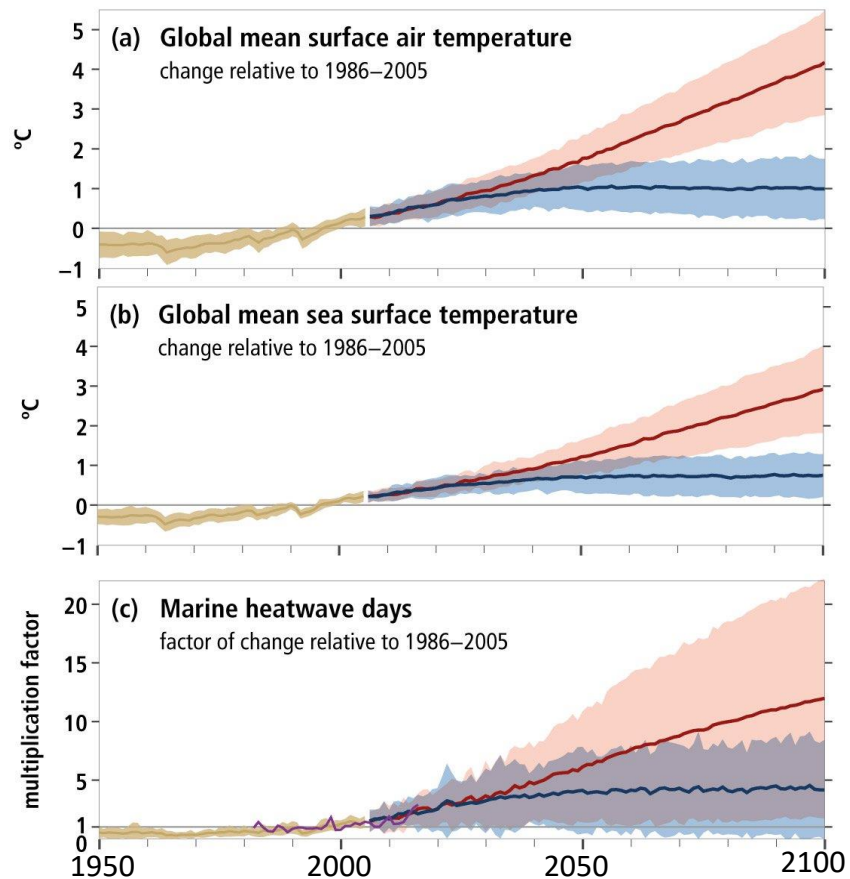 (a) Global mean surface air temperature
change relative to 1986–2005
ºC
5
4
3
2
1
0
−1
(b) Global mean sea surface temperature
change relative to 1986–2005
ºC
5
4
3
2
1
0
−1
(c) Marine heatwave days
factor of change relative to 1986–2005
multiplication factor
20
15
10
5
1
0
1950 2000 2050 2100